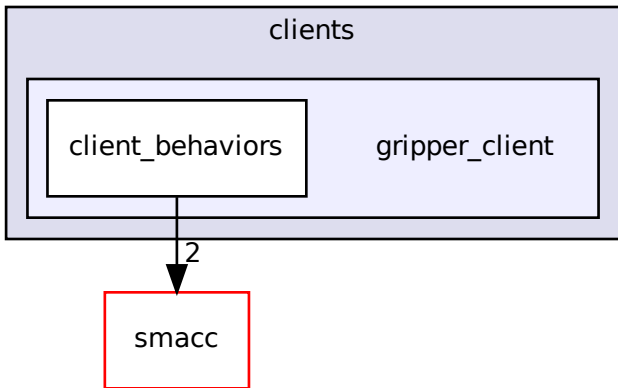 clients
client_behaviors
gripper_client
2
smacc